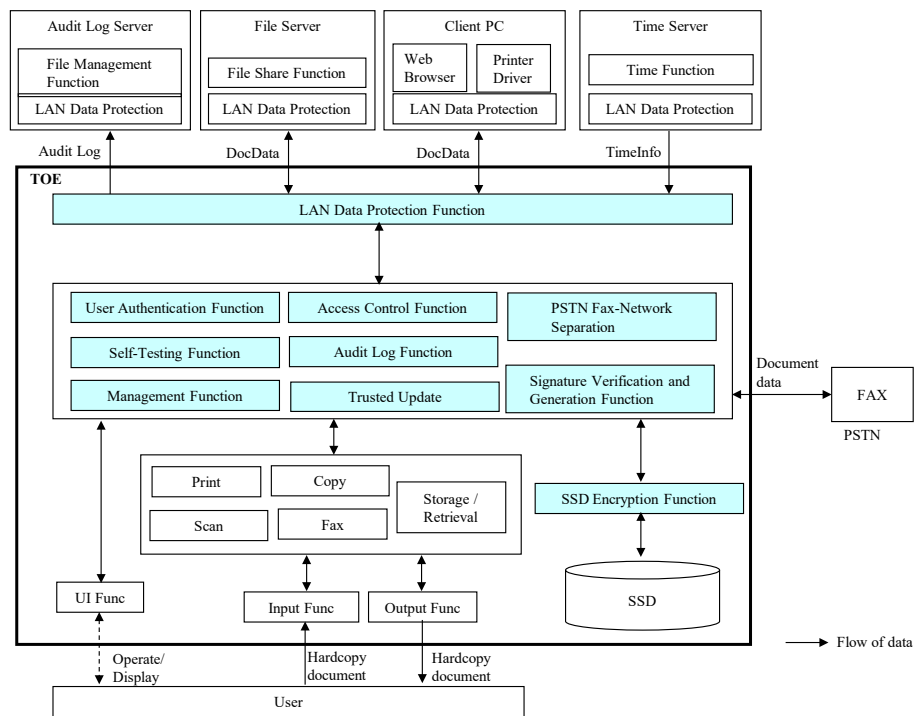 Audit Log Server
File Management
Function
LAN Data Protection
File Server
File Share Function
LAN Data Protection
Client PC
Web
Browser
Printer
Driver
LAN Data Protection
Time Server
Time Function
LAN Data Protection
Audit Log
DocData
DocData
TimeInfo
TOE
LAN Data Protection Function
User Authentication Function
Access Control Function
PSTN Fax-Network
Separation
Self-Testing Function
Audit Log Function
Management Function
Trusted Update
Signature Verification and
Generation Function
Document
data
FAX
PSTN
Print
Copy
Storage /
Retrieval
Scan
Fax
SSD Encryption Function
SSD
UI Func
Input Func
Output Func
Flow of data
Operate/
Display
Hardcopy
document
Hardcopy
document
User